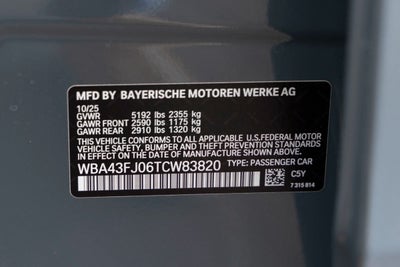 MFD BY BAYERISCHE MOTOREN WERKE AG
10/25
GVWR 5192 lbs 2355 kg
GAWR FRONT 2590 lbs 1175 kg
GAWR REAR 2910 lbs 1320 kg
THIS VEHICLE CONFORMS TO ALL APPLICABLE U.S.FEDERAL MOTOR
VEHICLE SAFETY, BUMPER, AND THEFT PREVENTION STANDARDS
IN EFFECT ON THE DATE OF MANUFACTURE SHOWN ABOVE.
WBA43FJ06TCW83820 TYPE: PASSENGER CAR
C5Y
7 315 814